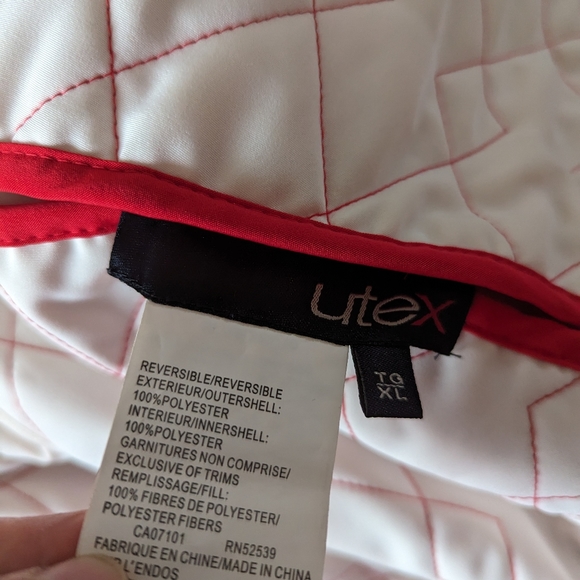 utex
TG
XL
REVERSIBLE/REVERSIBLE
EXTERIEUR/OUTERSHELL:
100%POLYESTER
INTERIEUR/INNERSHELL:
100%POLYESTER
GARNITURES NON COMPRISE/
EXCLUSIVE OF TRIMS
REMPLISSAGE/FILL:
100% FIBRES DE POLYESTER/
POLYESTER FIBERS
CA07101 RN52539
FABRIQUE EN CHINE/MADE IN
L'ENDOS